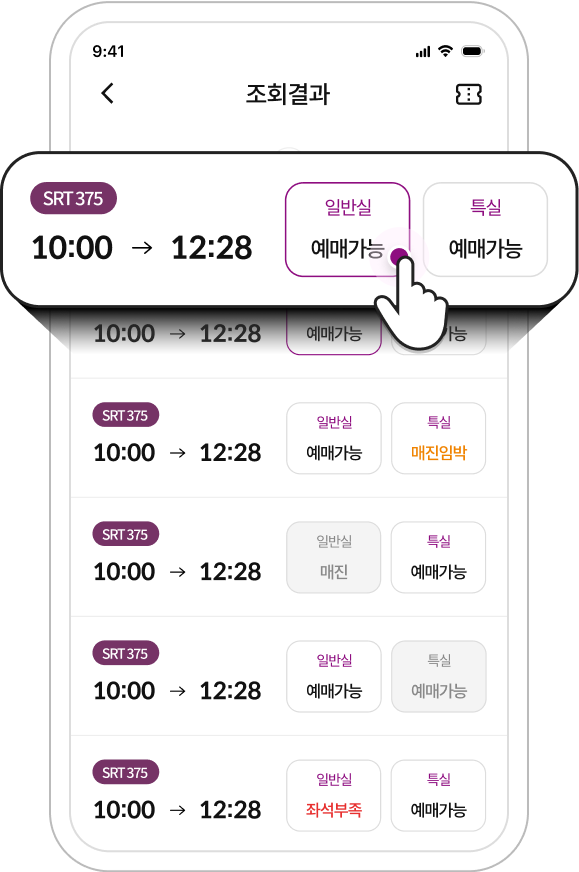 9:41
조회결과
SRT 375
일반실 특실
10:00 → 12:28 예매가능 예매가능
10:00 → 12:28 예매가능
SRT 375 일반실 특실
10:00 → 12:28 예매가능 매진임박
SRT 375 일반실 특실
10:00 → 12:28 매진 예매가능
SRT 375 일반실 특실
10:00 → 12:28 예매가능 예매가능
SRT 375 일반실 특실
10:00 → 12:28 좌석부족 예매가능